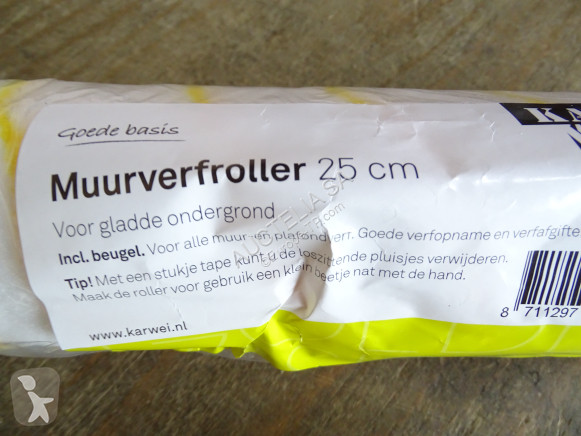 Goede basis
KA
Muurverfroller 25 cm
Voor gladde ondergrond
Incl. beugel. Voor alle muur- en plafondverf. Goede verfopname en verfafgifte
Tip! Met een stukje tape kunt u de loszittende pluisjes verwijderen.
Maak de roller voor gebruik een klein beetje nat met de hand.
www.karwei.nl
8 711297